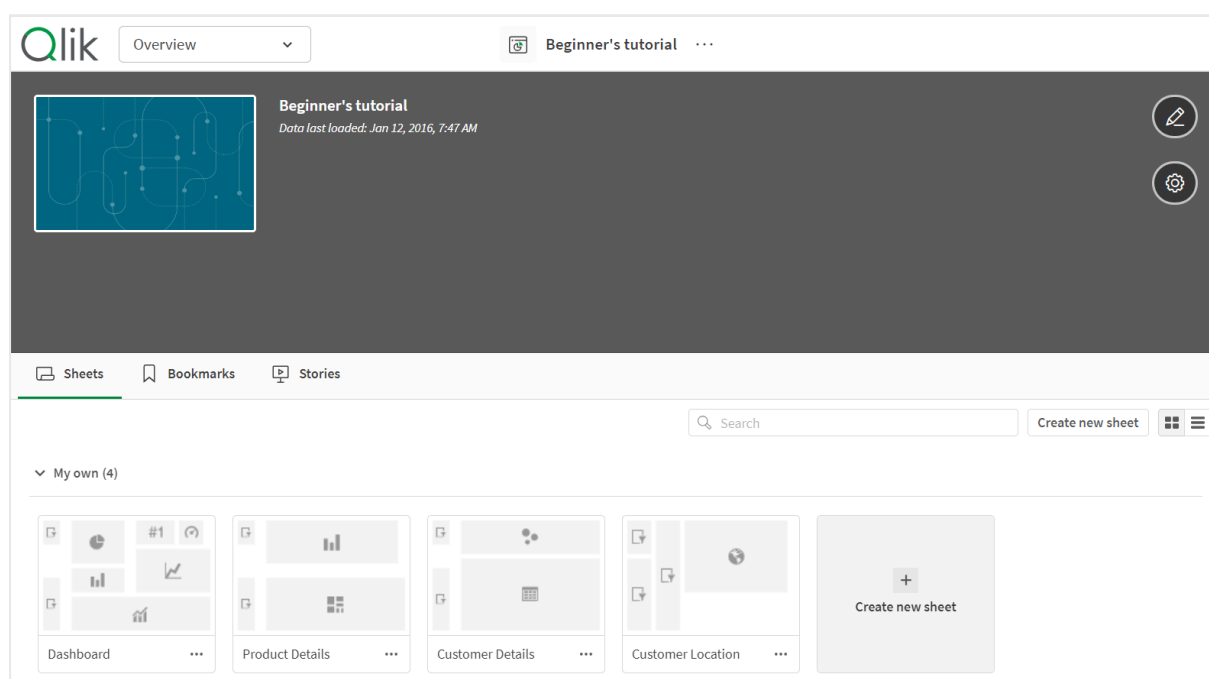 Qlik
Overview
Beginner's tutorial ...
Beginner's tutorial
Data last loaded: Jan 12, 2016, 7:47 AM
Sheets
Bookmarks
Stories
Search
Create new sheet
My own (4)
#1
Dashboard ...
Product Details ...
Customer Details ...
Customer Location ...
+
Create new sheet